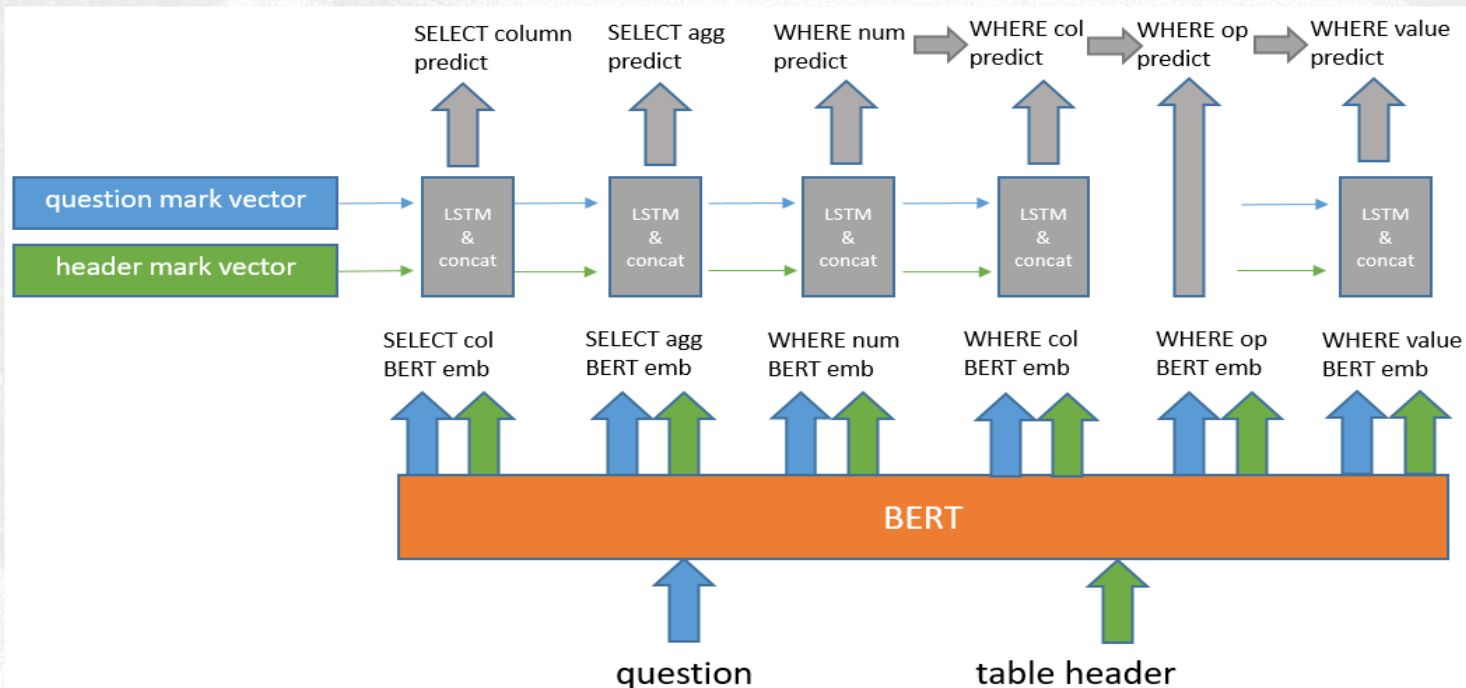 SELECT column
predict
SELECT agg
predict
WHERE num
predict
WHERE col
predict
WHERE op
predict
WHERE value
predict
question mark vector
header mark vector
LSTM
&
concat
LSTM
&
concat
LSTM
&
concat
LSTM
&
concat
LSTM
&
concat
SELECT col
BERT emb
SELECT agg
BERT emb
WHERE num
BERT emb
WHERE col
BERT emb
WHERE op
BERT emb
WHERE value
BERT emb
BERT
question
table header